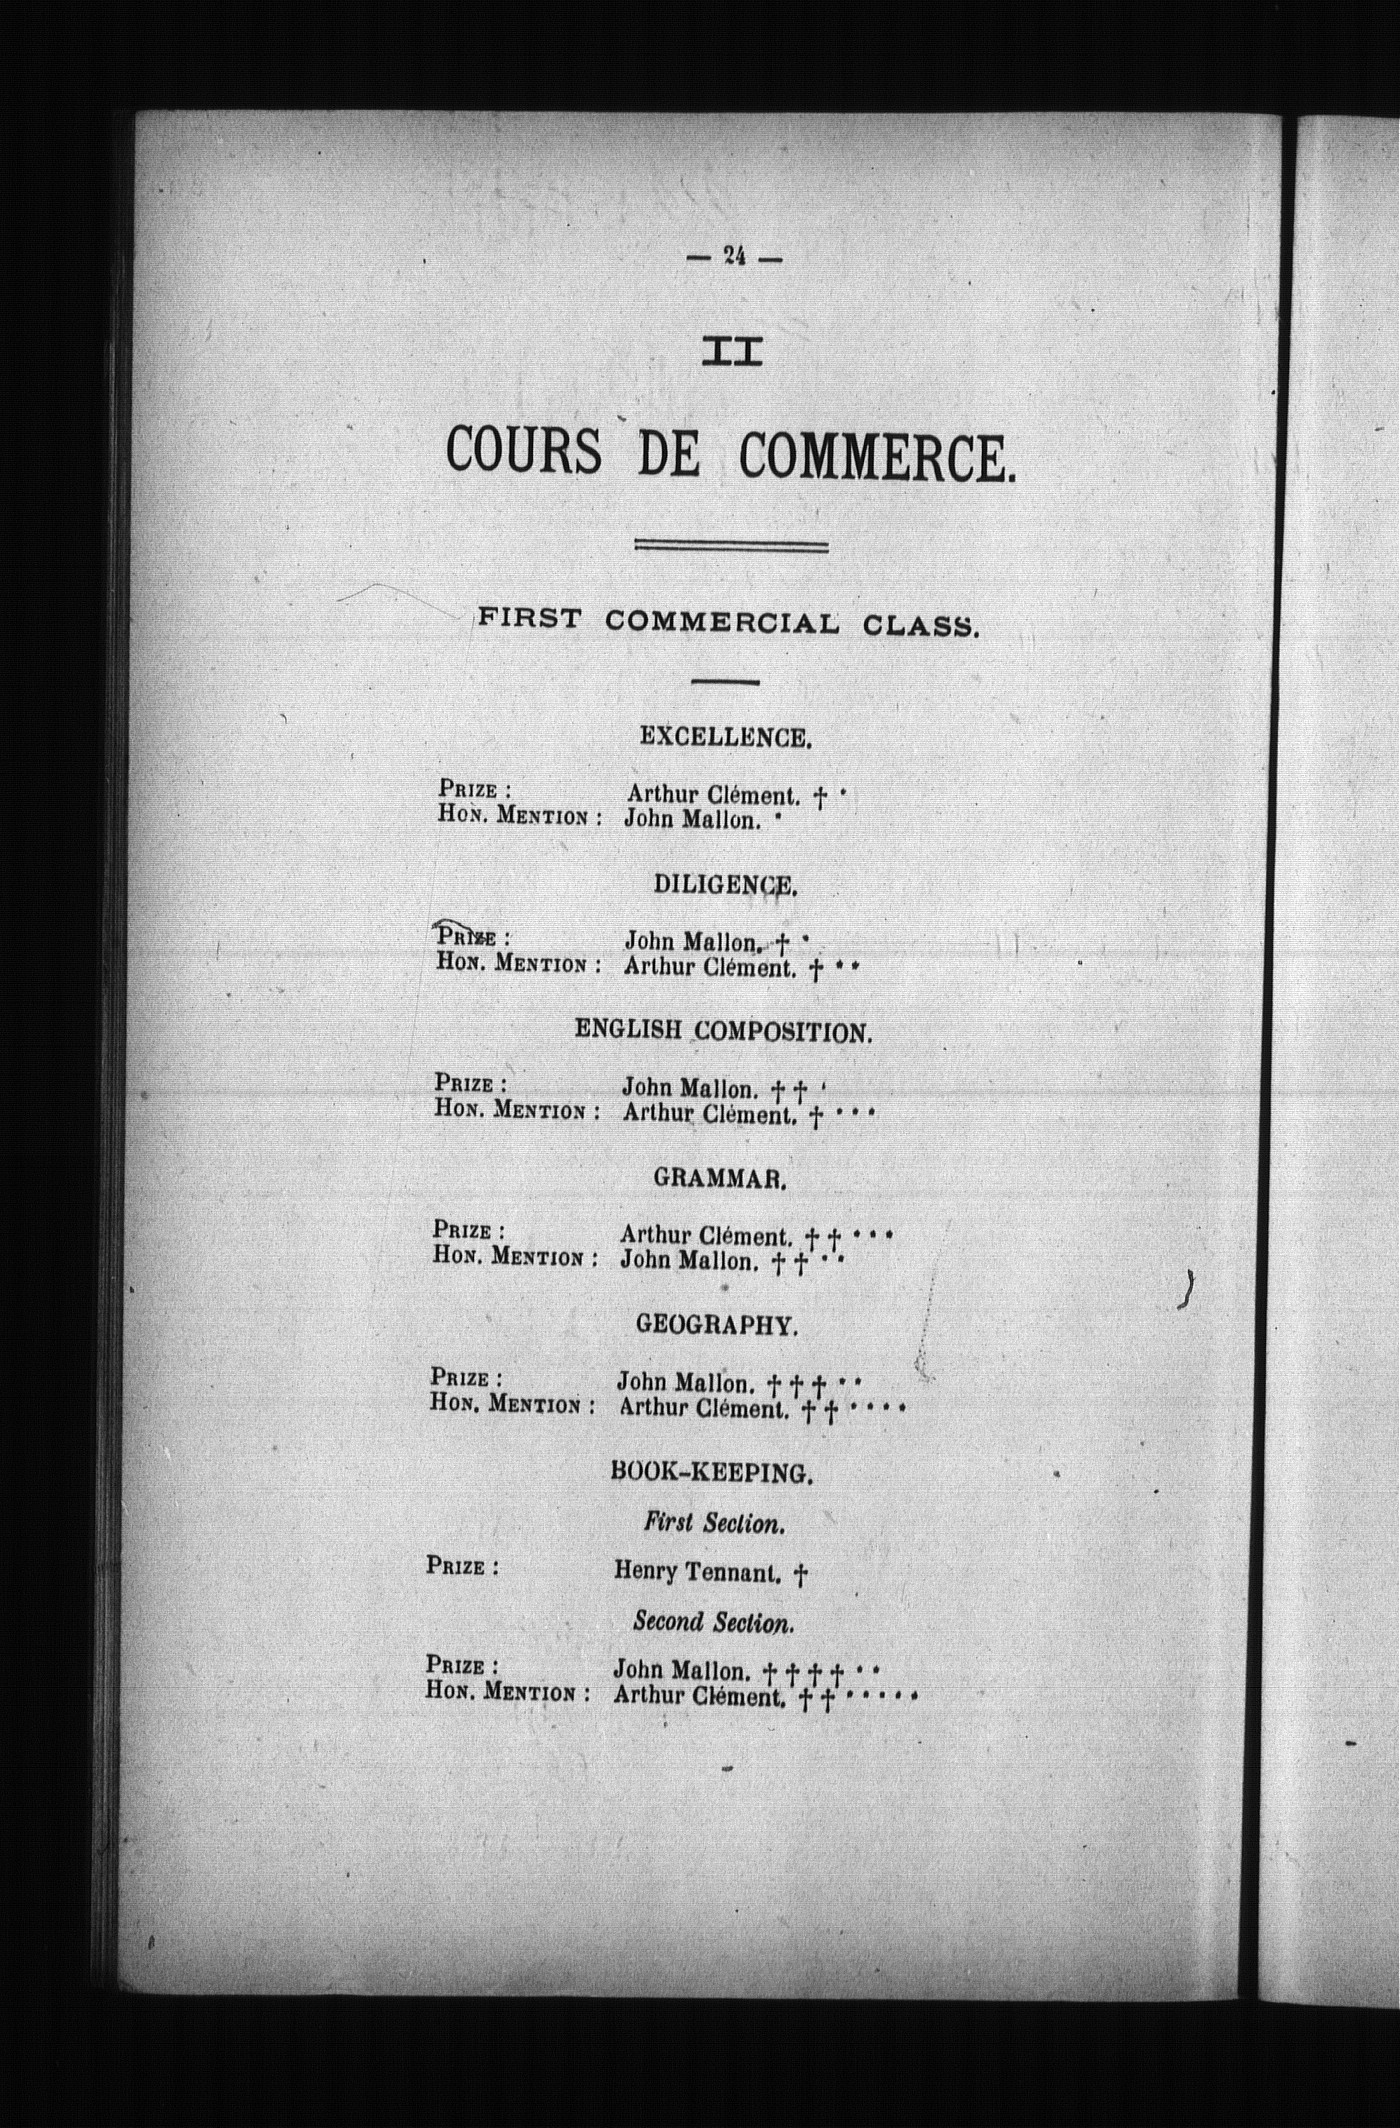 — 24 —
II
COURS DE COMMERCE.
FIRST COMMERCIAL CLASS.
EXCELLENCE.
PRIZE : Arthur Clément. † *
HON. MENTION : John Mallon. *
DILIGENCE.
PRIZE : John Mallon. † *
HON. MENTION : Arthur Clément. † * *
ENGLISH COMPOSITION.
PRIZE : John Mallon. † † *
HON. MENTION : Arthur Clément. † * * *
GRAMMAR.
PRIZE : Arthur Clément. † † * * *
HON. MENTION : John Mallon. † † * *
GEOGRAPHY.
PRIZE : John Mallon. † † † * *
HON. MENTION : Arthur Clément. † † * * * *
BOOK-KEEPING.
First Section.
PRIZE : Henry Tennant. †
Second Section.
PRIZE : John Mallon. † † † † * *
HON. MENTION : Arthur Clément. † † * * * * *